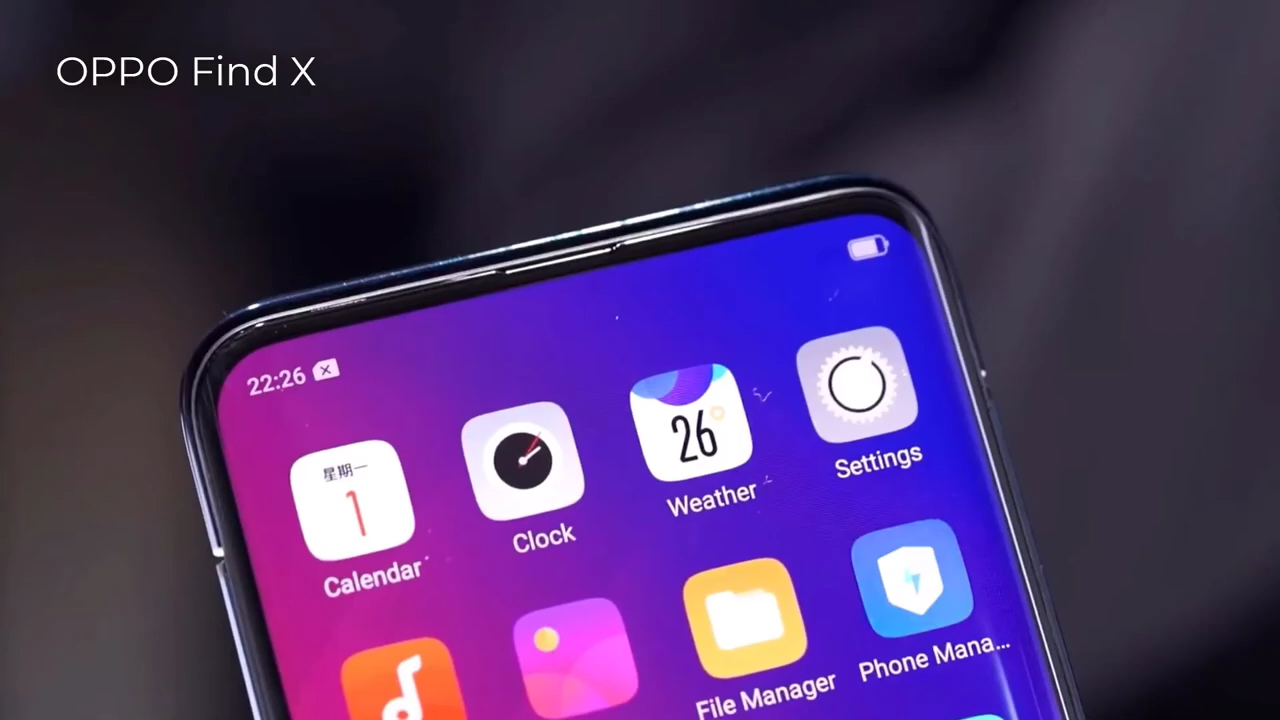 OPPO Find X
22:26
星期一
1
Calendar
Clock
26
Weather
Settings
File Manager
Phone Mana...